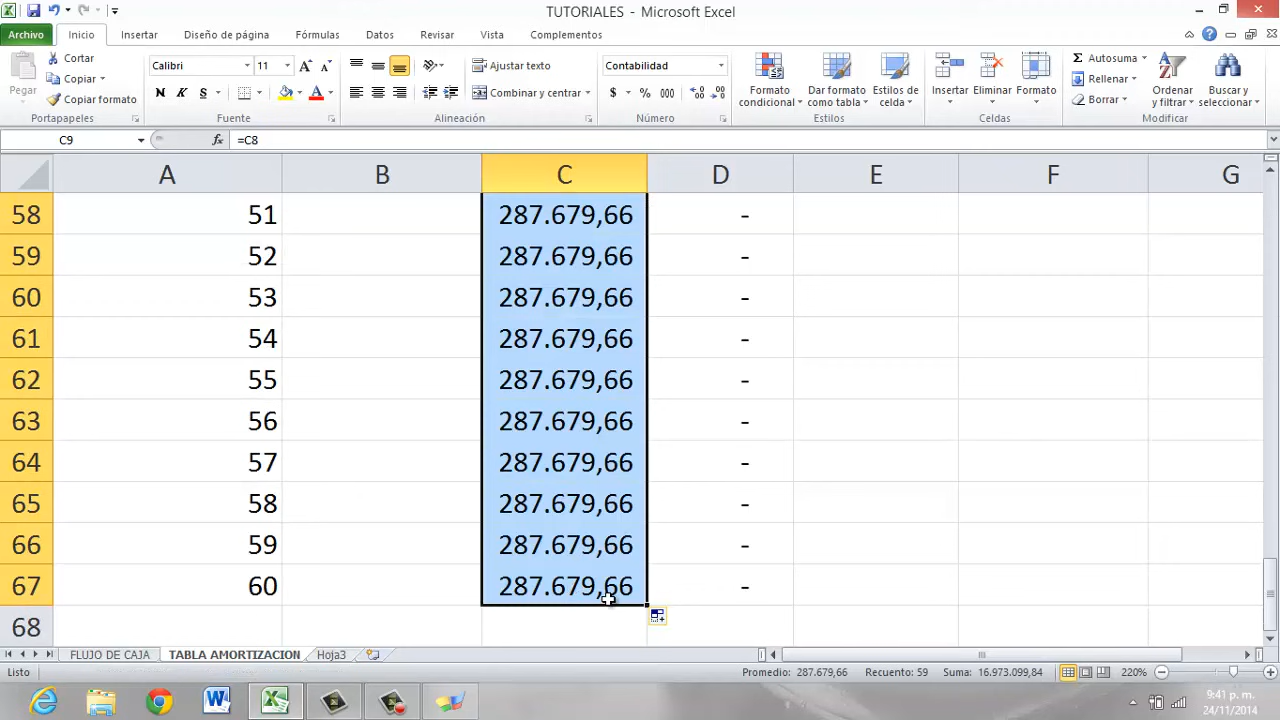 TUTORIALES - Microsoft Excel
Archivo Inicio Insertar Diseño de página Fórmulas Datos Revisar Vista Complementos
Pegar
Cortar
Copiar
Copiar formato
Portapapeles
Calibri 11
N K S
Fuente
Ajustar texto
Combinar y centrar
Alineación
Contabilidad
$ % 000
Número
Formato condicional
Dar formato como tabla
Estilos de celda
Estilos
Insertar Eliminar Formato
Celdas
Σ Autosuma
Rellenar
Borrar
Ordenar y filtrar
Buscar y seleccionar
Modificar
C9 fx =C8
A B C D E F G
58 51 287.679,66 -
59 52 287.679,66 -
60 53 287.679,66 -
61 54 287.679,66 -
62 55 287.679,66 -
63 56 287.679,66 -
64 57 287.679,66 -
65 58 287.679,66 -
66 59 287.679,66 -
67 60 287.679,66 -
68
FLUJO DE CAJA TABLA AMORTIZACION Hoja3
Listo Promedio: 287.679,66 Recuento: 59 Suma: 16.973.099,84 220%
9:41 p. m.
24/11/2014